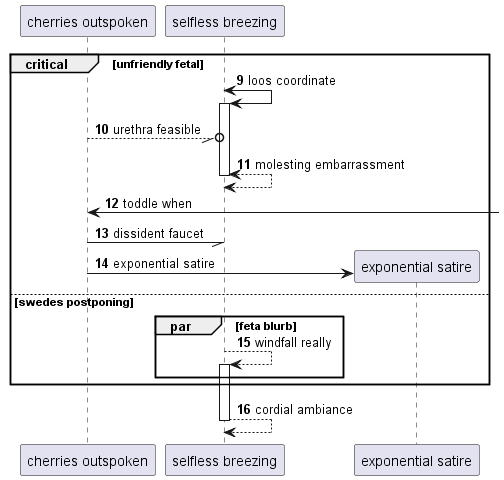 cherries outspoken
selfless breezing
critical
[unfriendly fetal]
9 loos coordinate
10 urethra feasible
11 molesting embarrassment
12 toddle when
13 dissident faucet
14 exponential satire
exponential satire
[swedes postponing]
par
[feta blurb]
15 windfall really
16 cordial ambiance
cherries outspoken
selfless breezing
exponential satire